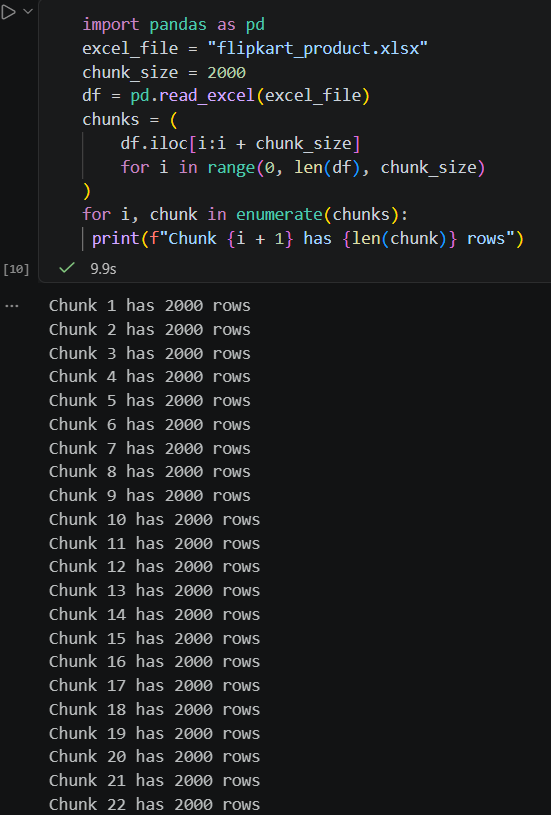 import pandas as pd
excel_file = "flipkart_product.xlsx"
chunk_size = 2000
df = pd.read_excel(excel_file)
chunks = (
    df.iloc[i:i + chunk_size]
    for i in range(0, len(df), chunk_size)
)
for i, chunk in enumerate(chunks):
 print(f"Chunk {i + 1} has {len(chunk)} rows")
[10]
9.9s
...
Chunk 1 has 2000 rows
Chunk 2 has 2000 rows
Chunk 3 has 2000 rows
Chunk 4 has 2000 rows
Chunk 5 has 2000 rows
Chunk 6 has 2000 rows
Chunk 7 has 2000 rows
Chunk 8 has 2000 rows
Chunk 9 has 2000 rows
Chunk 10 has 2000 rows
Chunk 11 has 2000 rows
Chunk 12 has 2000 rows
Chunk 13 has 2000 rows
Chunk 14 has 2000 rows
Chunk 15 has 2000 rows
Chunk 16 has 2000 rows
Chunk 17 has 2000 rows
Chunk 18 has 2000 rows
Chunk 19 has 2000 rows
Chunk 20 has 2000 rows
Chunk 21 has 2000 rows
Chunk 22 has 2000 rows